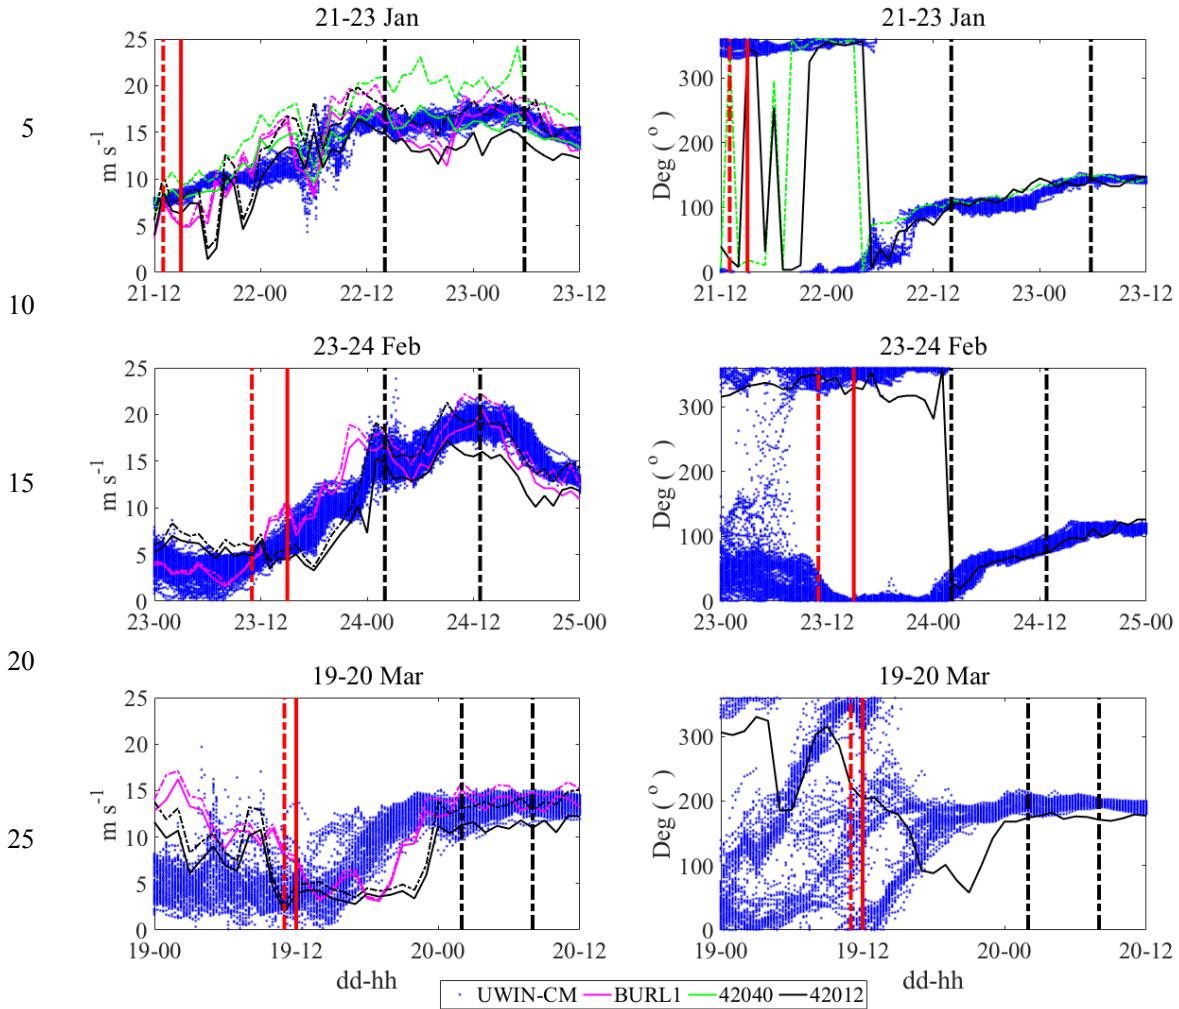 21-23 Jan
21-23 Jan
25
20
15
10
5
0
m s-1
21-12 22-00 22-12 23-00 23-12
300
200
100
0
Deg ( o )
21-12 22-00 22-12 23-00 23-12
5
10
23-24 Feb
23-24 Feb
25
20
15
10
5
0
m s-1
23-00 23-12 24-00 24-12 25-00
300
200
100
0
Deg ( o )
23-00 23-12 24-00 24-12 25-00
15
20
19-20 Mar
19-20 Mar
25
20
15
10
5
0
m s-1
19-00 19-12 20-00 20-12
dd-hh
300
200
100
0
Deg ( o )
19-00 19-12 20-00 20-12
dd-hh
25
UWIN-CM BURL1 42040 42012